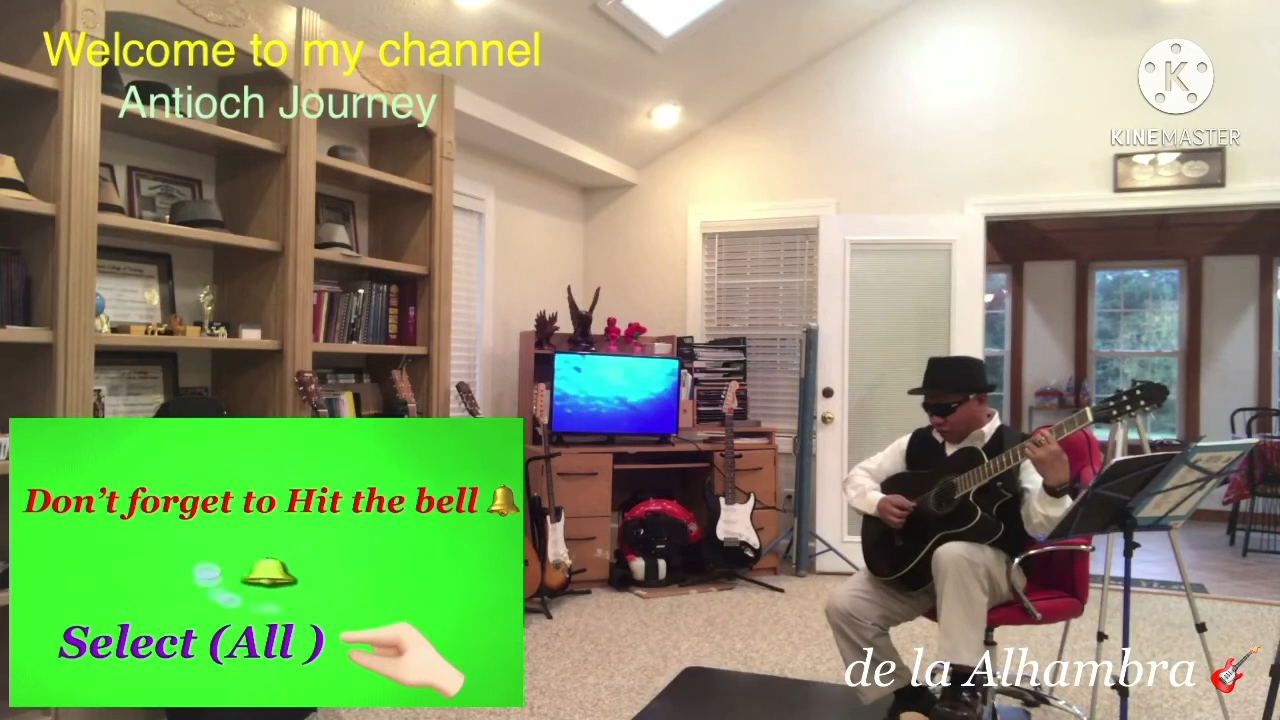 Welcome to my channel
Antioch Journey
K
KINEMASTER
Don't forget to Hit the bell 🔔
Select (All )
de la Alhambra 🎸